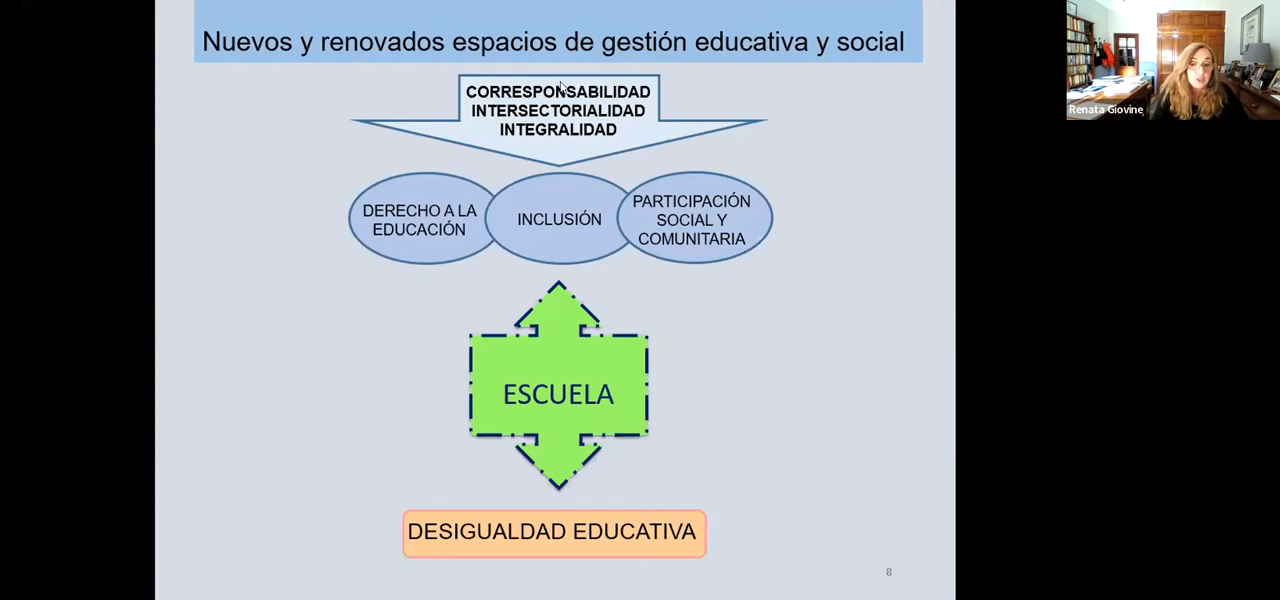 Nuevos y renovados espacios de gestión educativa y social
Renata Giovine
CORRESPONSABILIDAD
INTERSECTORIALIDAD
INTEGRALIDAD
DERECHO A LA
EDUCACIÓN
INCLUSIÓN
PARTICIPACIÓN
SOCIAL Y
COMUNITARIA
ESCUELA
DESIGUALDAD EDUCATIVA
8